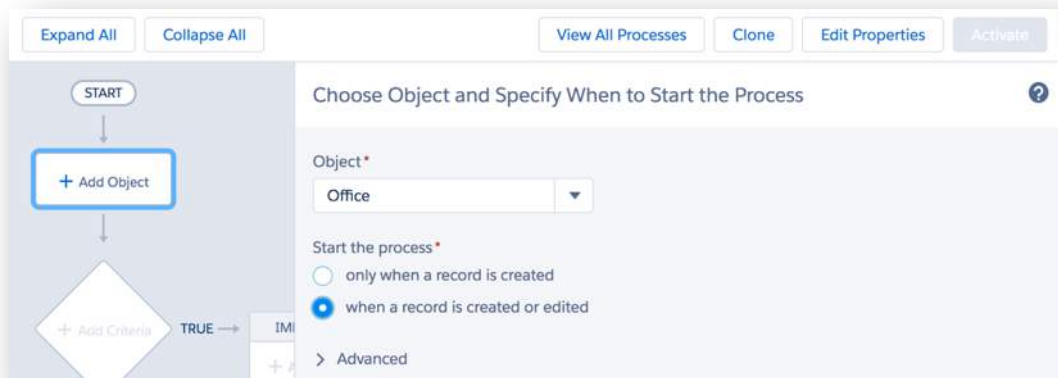 Expand All
Collapse All
View All Processes
Clone
Edit Properties
Activate
START
Choose Object and Specify When to Start the Process
+ Add Object
Object*
Office
Start the process*
only when a record is created
when a record is created or edited
+ Add Criteria
TRUE
IM
Advanced